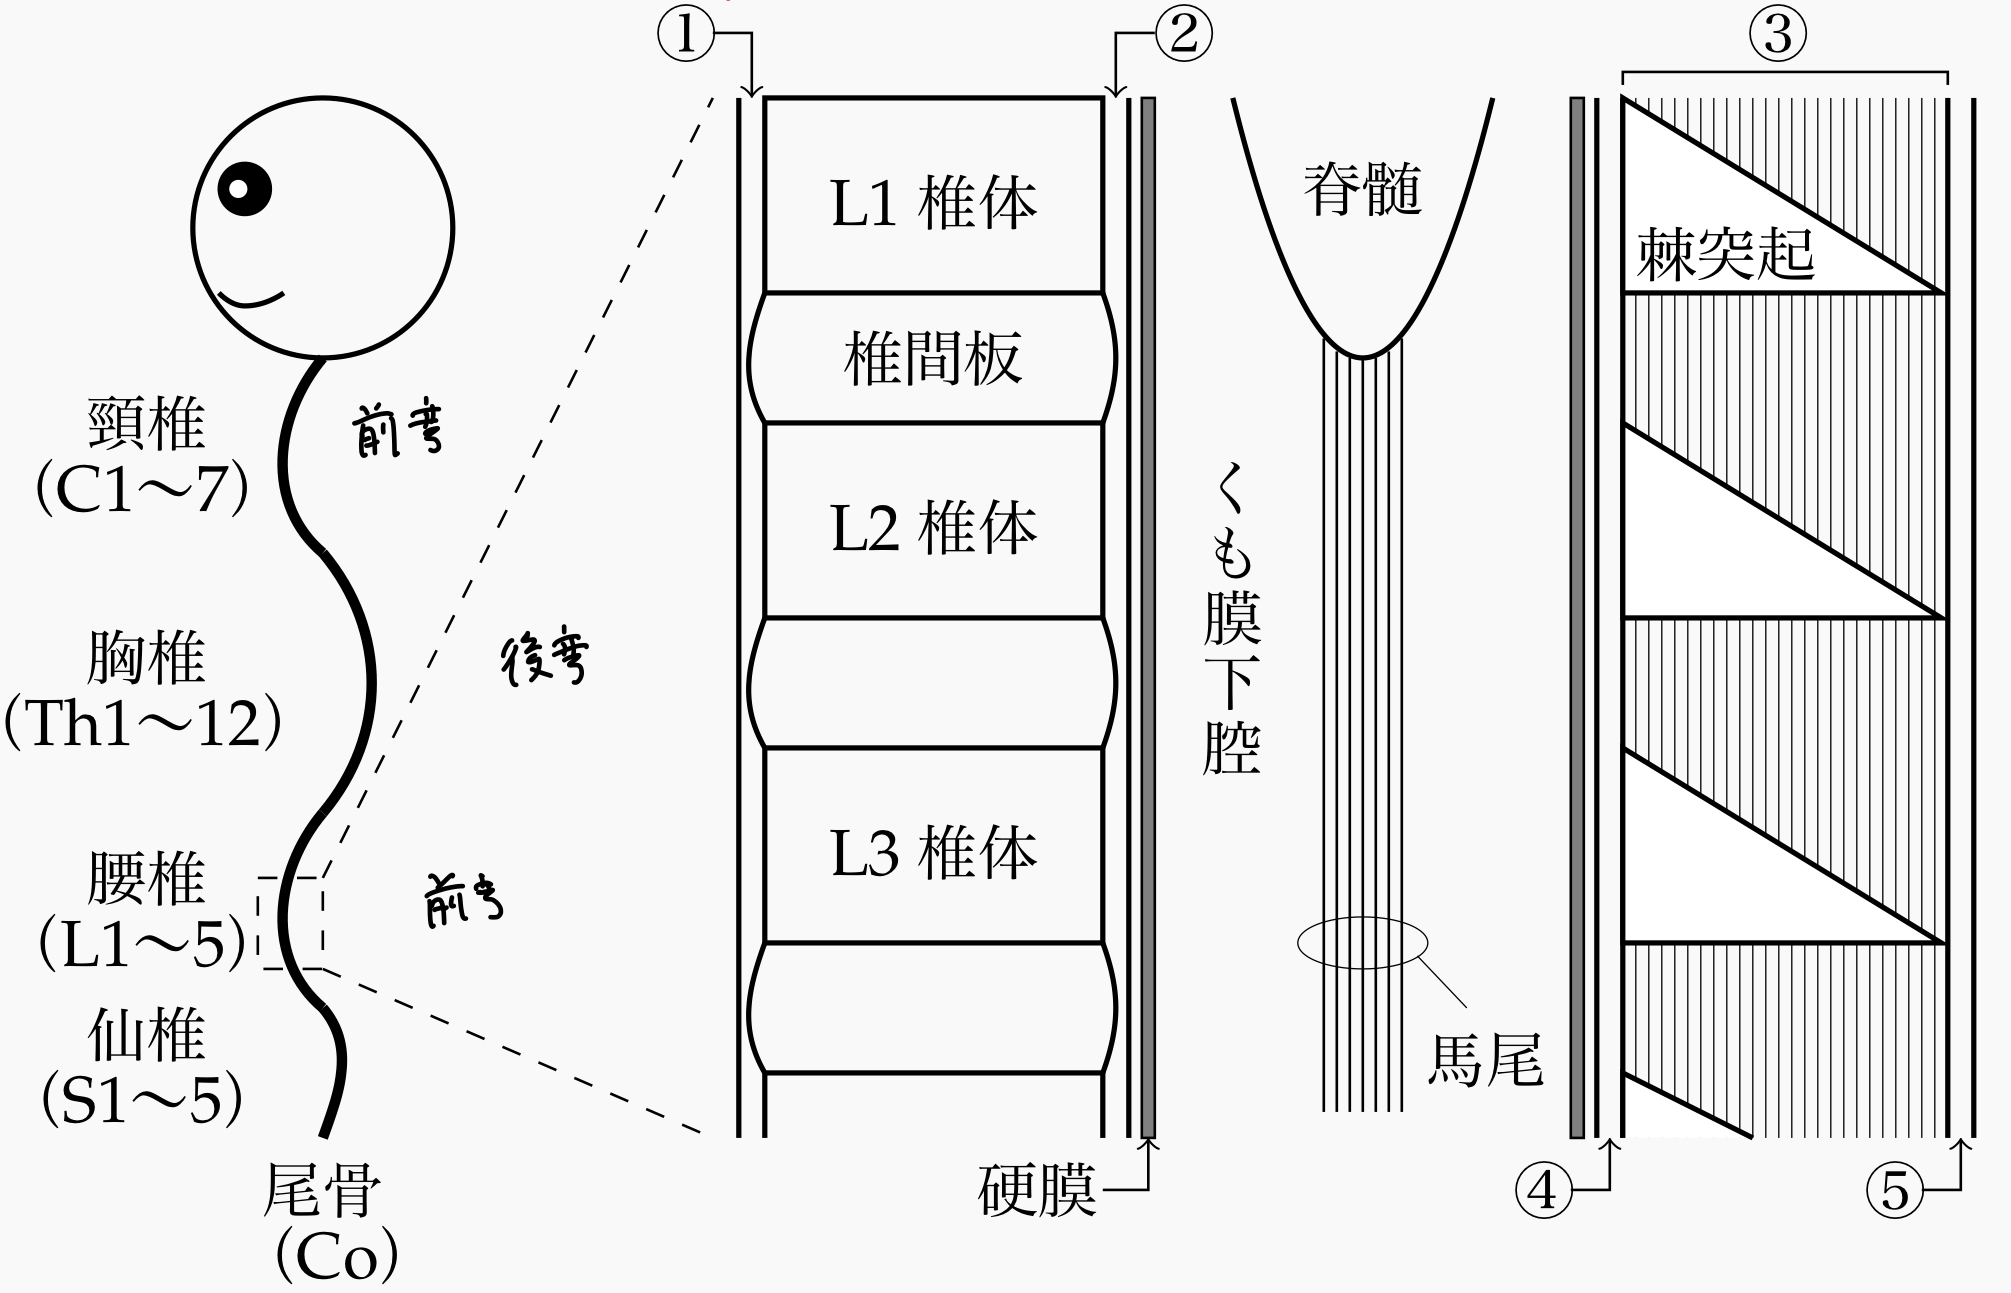 ①
②
③
L1 椎体
脊髄
棘突起
椎間板
頸椎
(C1～7)
前弯
L2 椎体
くも膜下腔
胸椎
(Th1～12)
後弯
L3 椎体
腰椎
(L1～5)
前弯
仙椎
(S1～5)
馬尾
尾骨
(Co)
硬膜
④
⑤